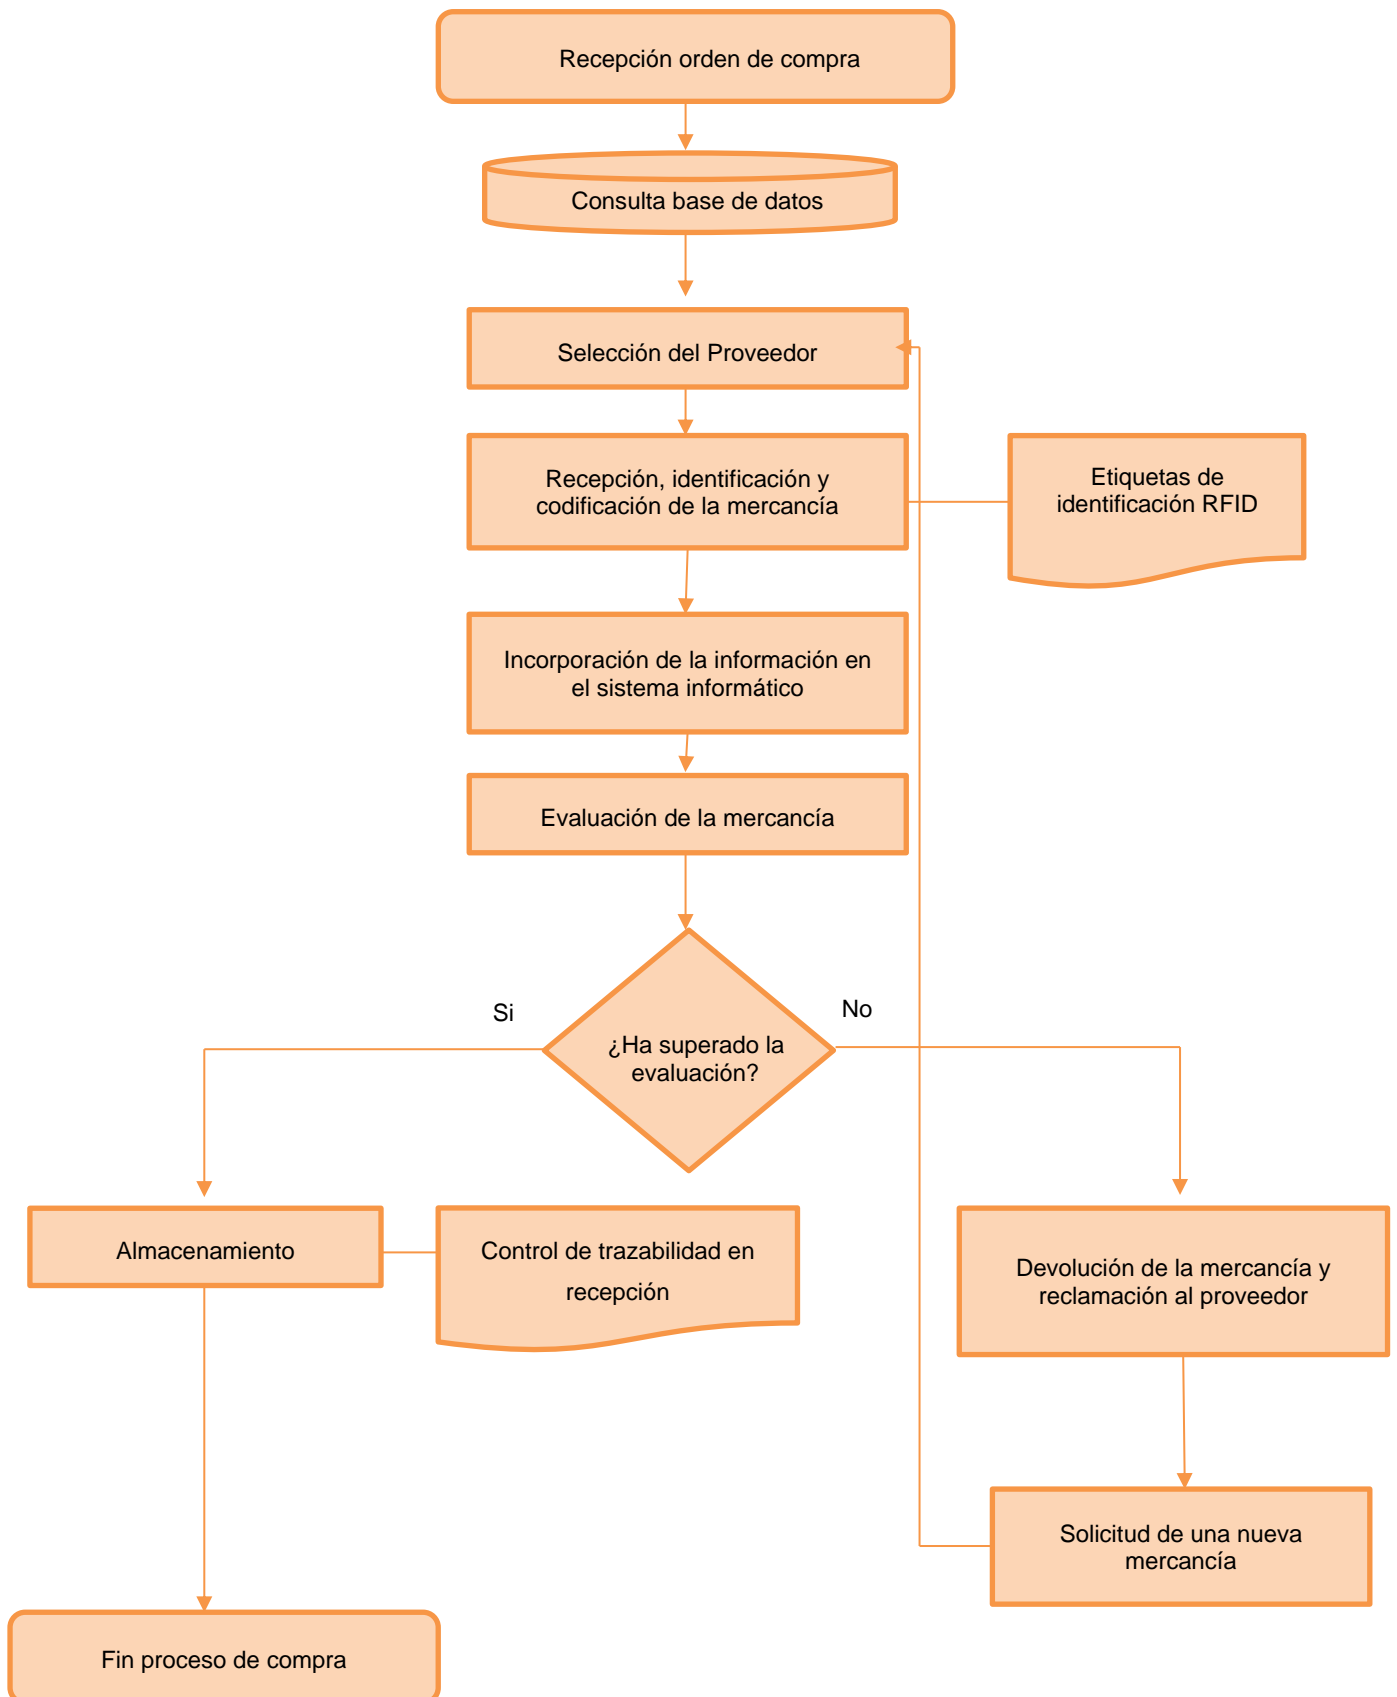 Recepción orden de compra
Consulta base de datos
Selección del Proveedor
Recepción, identificación y
codificación de la mercancía
Etiquetas de
identificación RFID
Incorporación de la información en
el sistema informático
Evaluación de la mercancía
Si
No
¿Ha superado la
evaluación?
Almacenamiento
Control de trazabilidad en
recepción
Devolución de la mercancía y
reclamación al proveedor
Solicitud de una nueva
mercancía
Fin proceso de compra